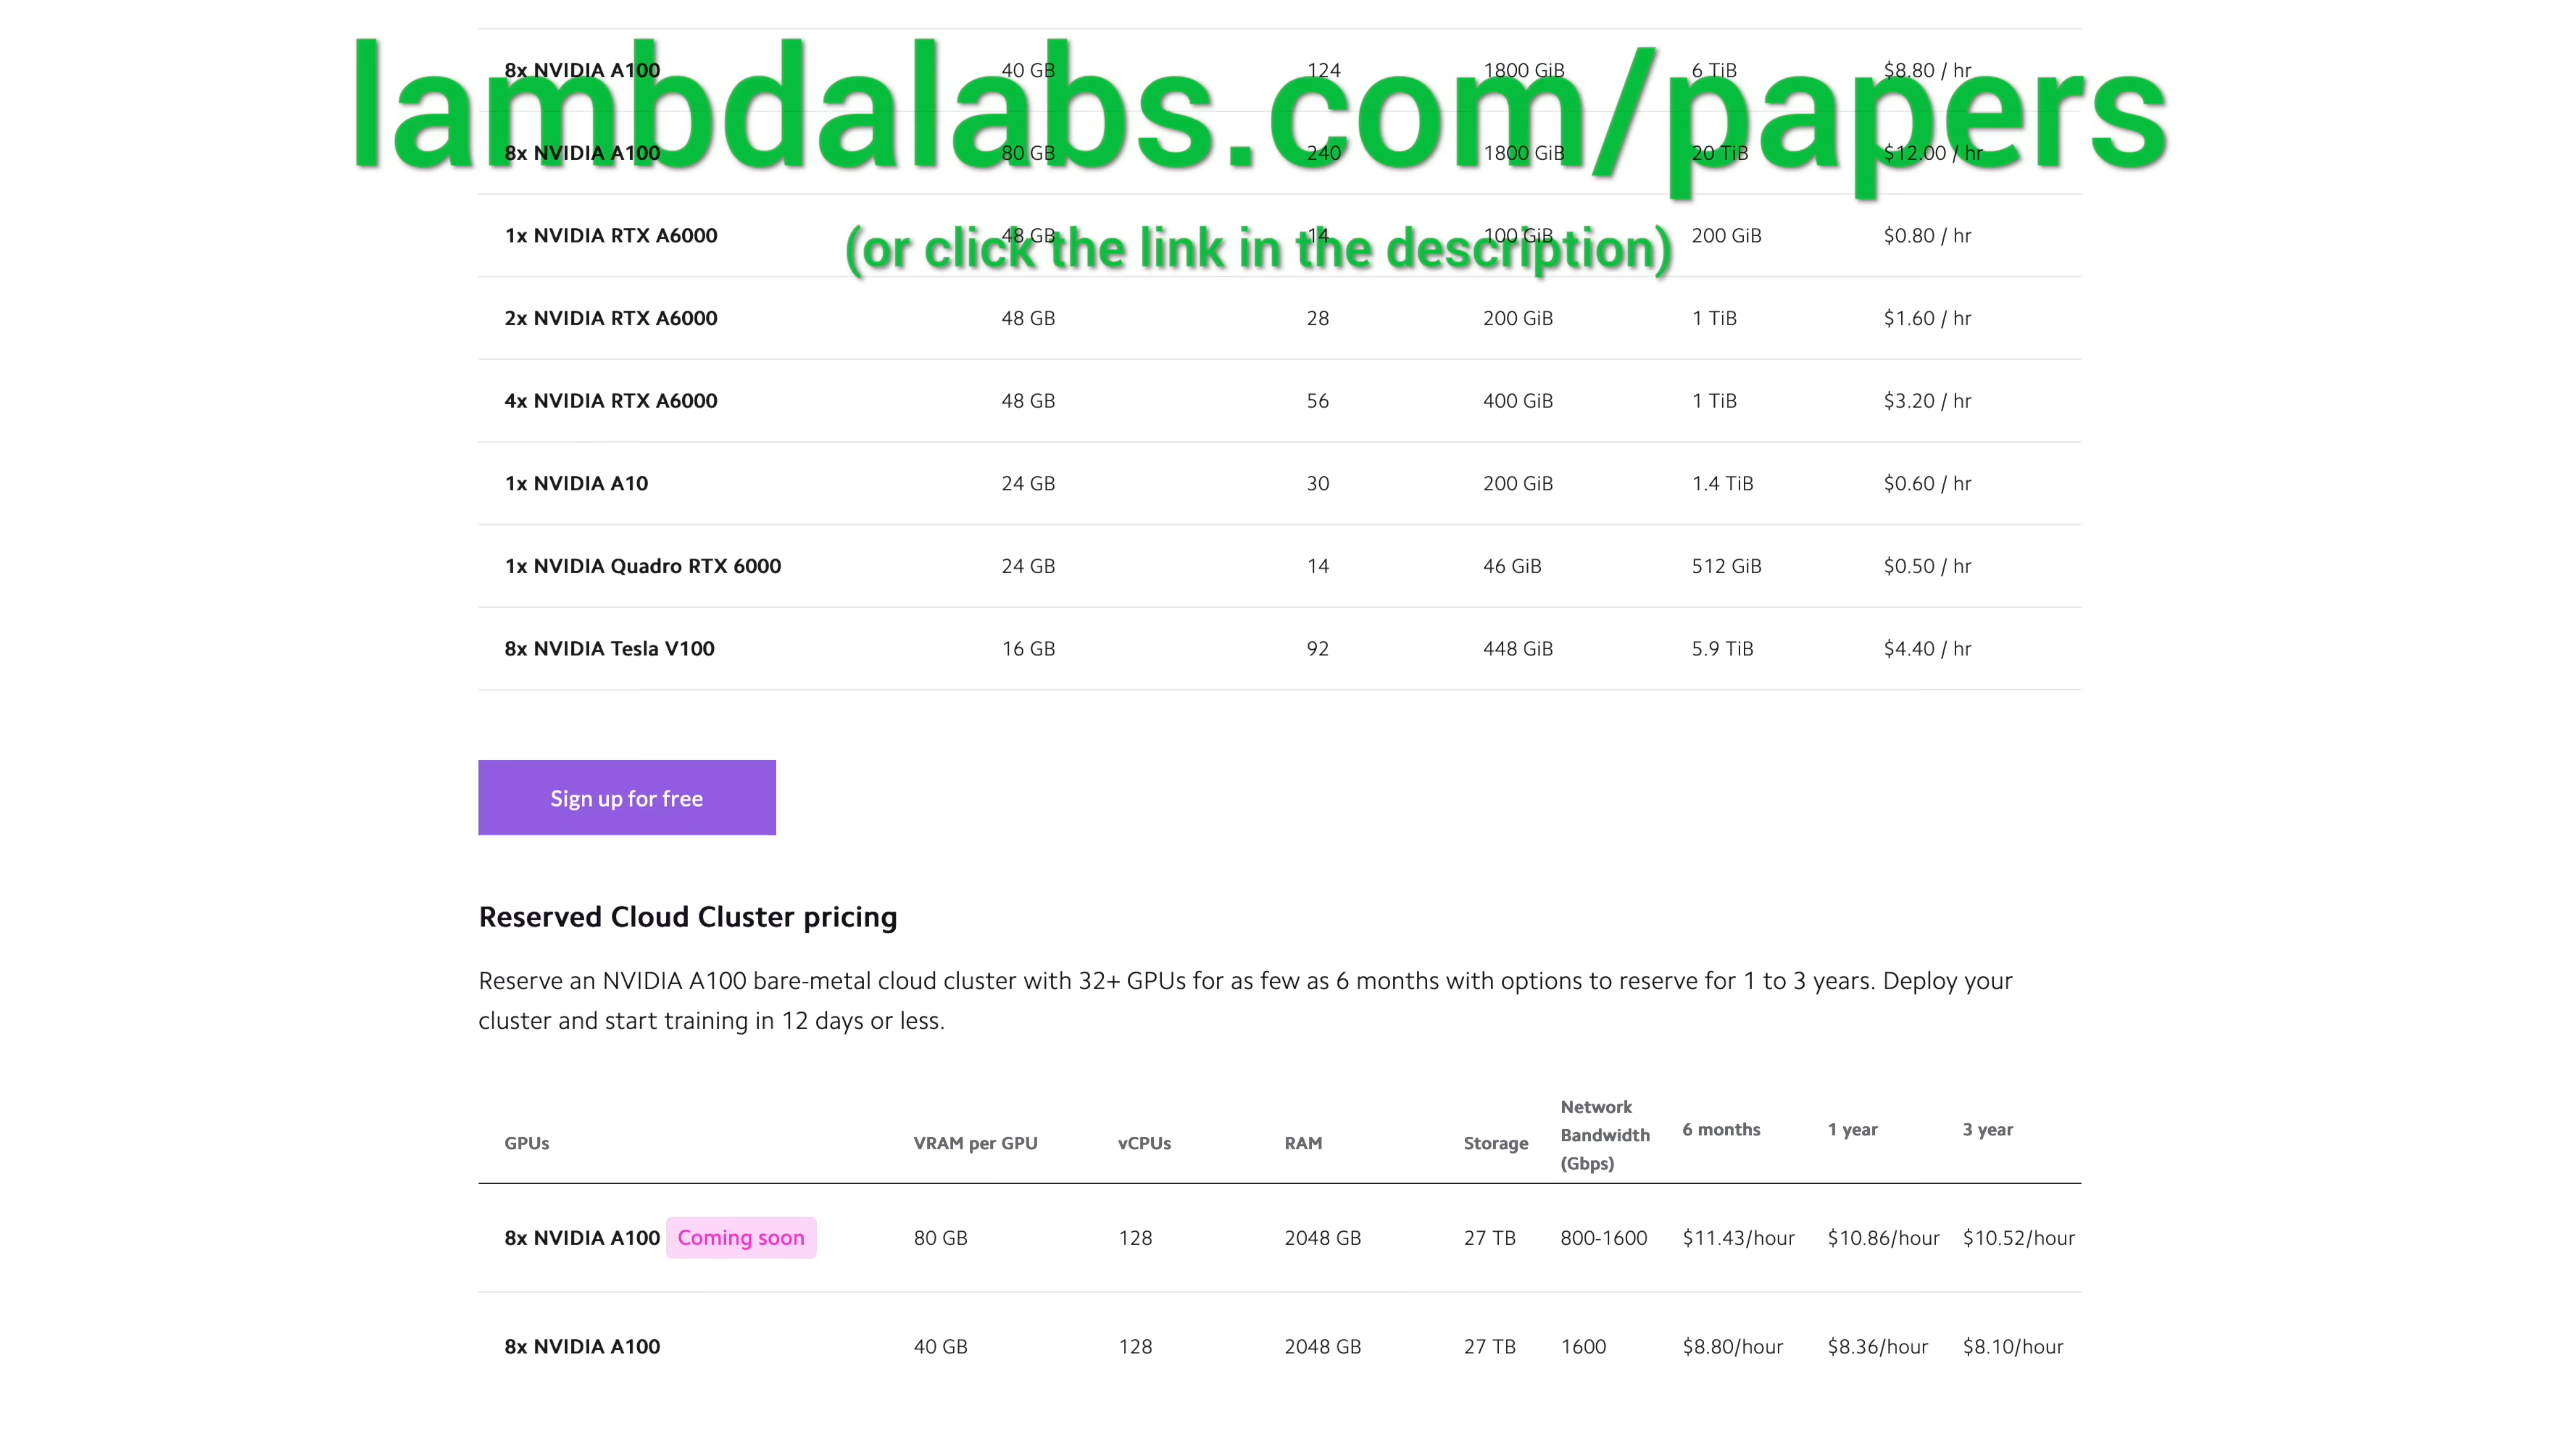 lambdalabs.com/papers
(or click the link in the description)
8x NVIDIA A100 40 GB 124 1800 GiB 6 TiB $8.80 / hr
8x NVIDIA A100 80 GB 240 1800 GiB 20 TiB $12.00 / hr
1x NVIDIA RTX A6000 48 GB 14 100 GiB 200 GiB $0.80 / hr
2x NVIDIA RTX A6000 48 GB 28 200 GiB 1 TiB $1.60 / hr
4x NVIDIA RTX A6000 48 GB 56 400 GiB 1 TiB $3.20 / hr
1x NVIDIA A10 24 GB 30 200 GiB 1.4 TiB $0.60 / hr
1x NVIDIA Quadro RTX 6000 24 GB 14 46 GiB 512 GiB $0.50 / hr
8x NVIDIA Tesla V100 16 GB 92 448 GiB 5.9 TiB $4.40 / hr
Sign up for free
Reserved Cloud Cluster pricing
Reserve an NVIDIA A100 bare-metal cloud cluster with 32+ GPUs for as few as 6 months with options to reserve for 1 to 3 years. Deploy your
cluster and start training in 12 days or less.
GPUs VRAM per GPU vCPUs RAM Storage Network Bandwidth (Gbps) 6 months 1 year 3 year
8x NVIDIA A100 Coming soon 80 GB 128 2048 GB 27 TB 800-1600 $11.43/hour $10.86/hour $10.52/hour
8x NVIDIA A100 40 GB 128 2048 GB 27 TB 1600 $8.80/hour $8.36/hour $8.10/hour